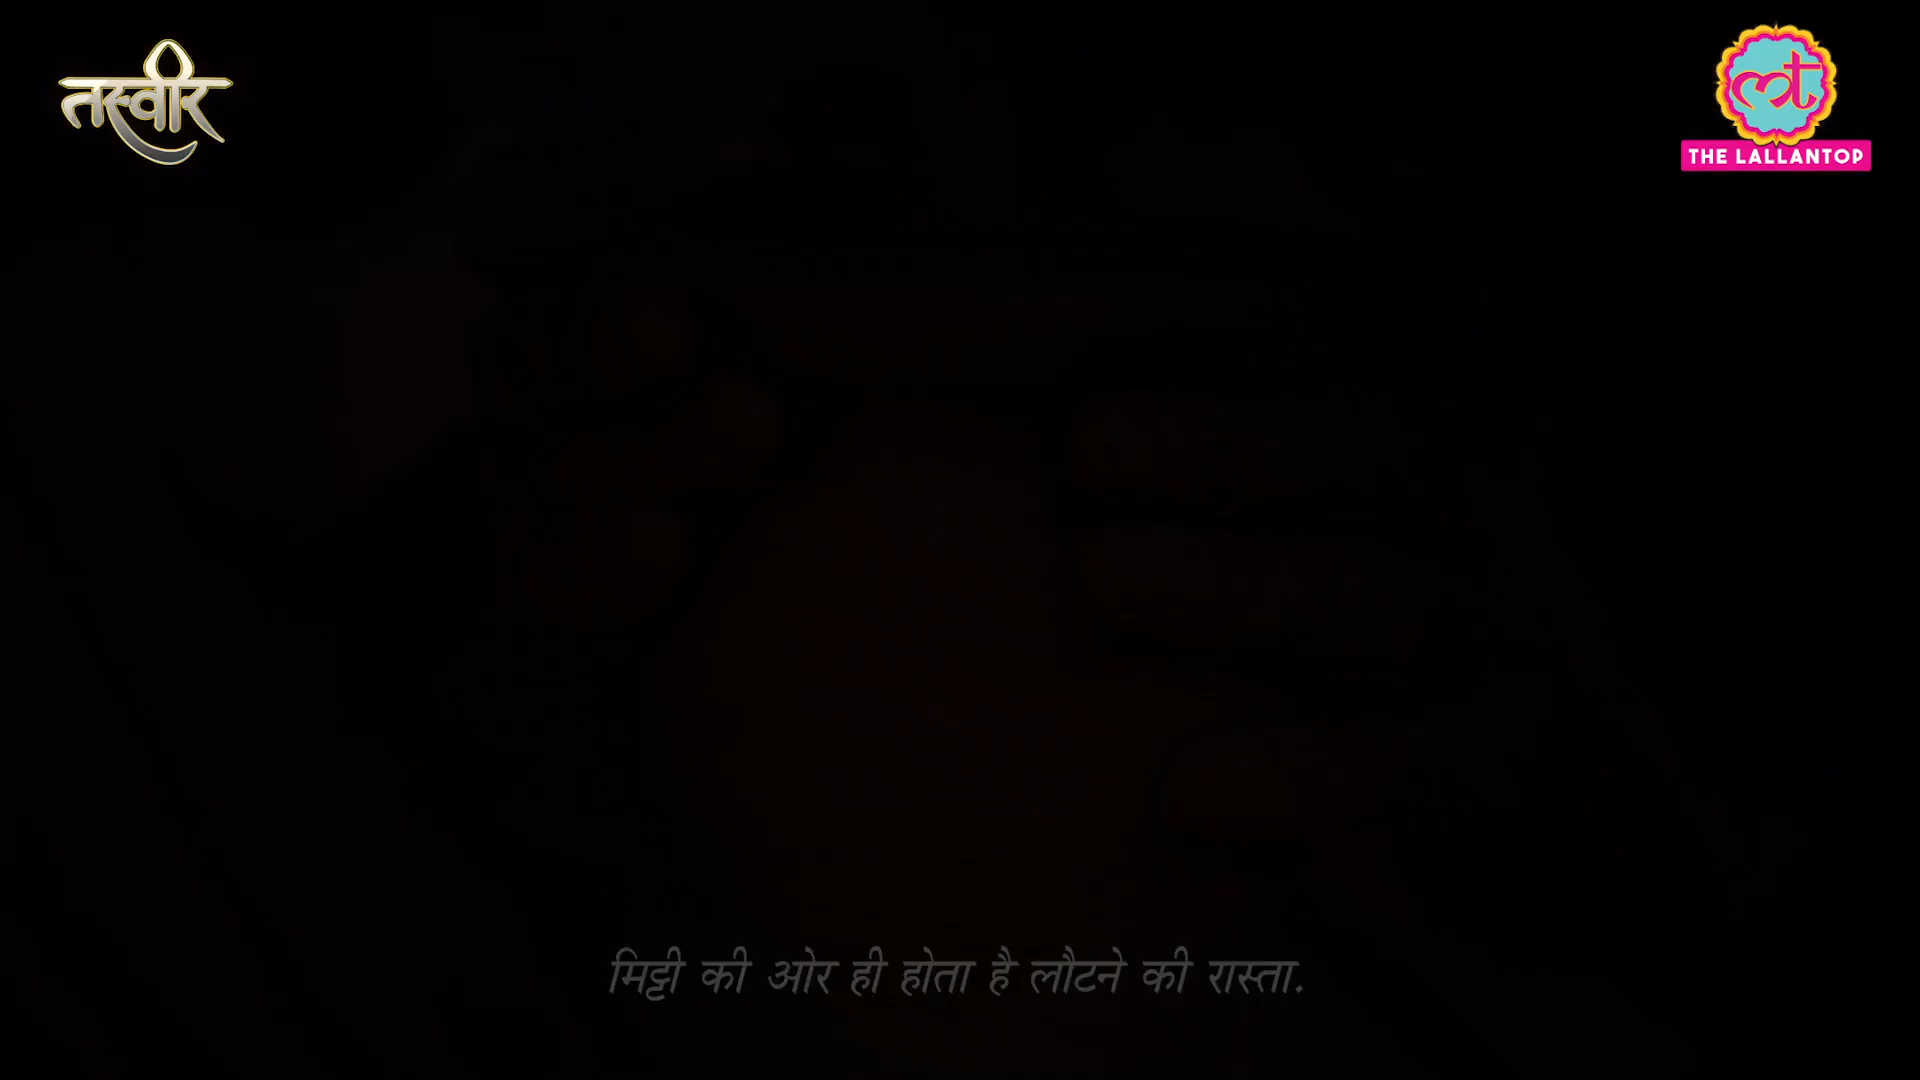 तस्वीर
THE LALLANTOP
मिट्टी की ओर ही होता है लौटने की रास्ता.